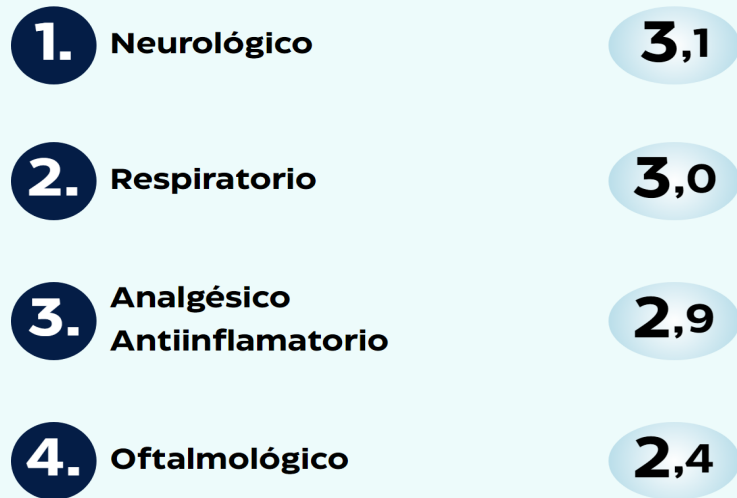 1. Neurológico 3,1
2. Respiratorio 3,0
3. Analgésico
Antiinflamatorio 2,9
4. Oftalmológico 2,4